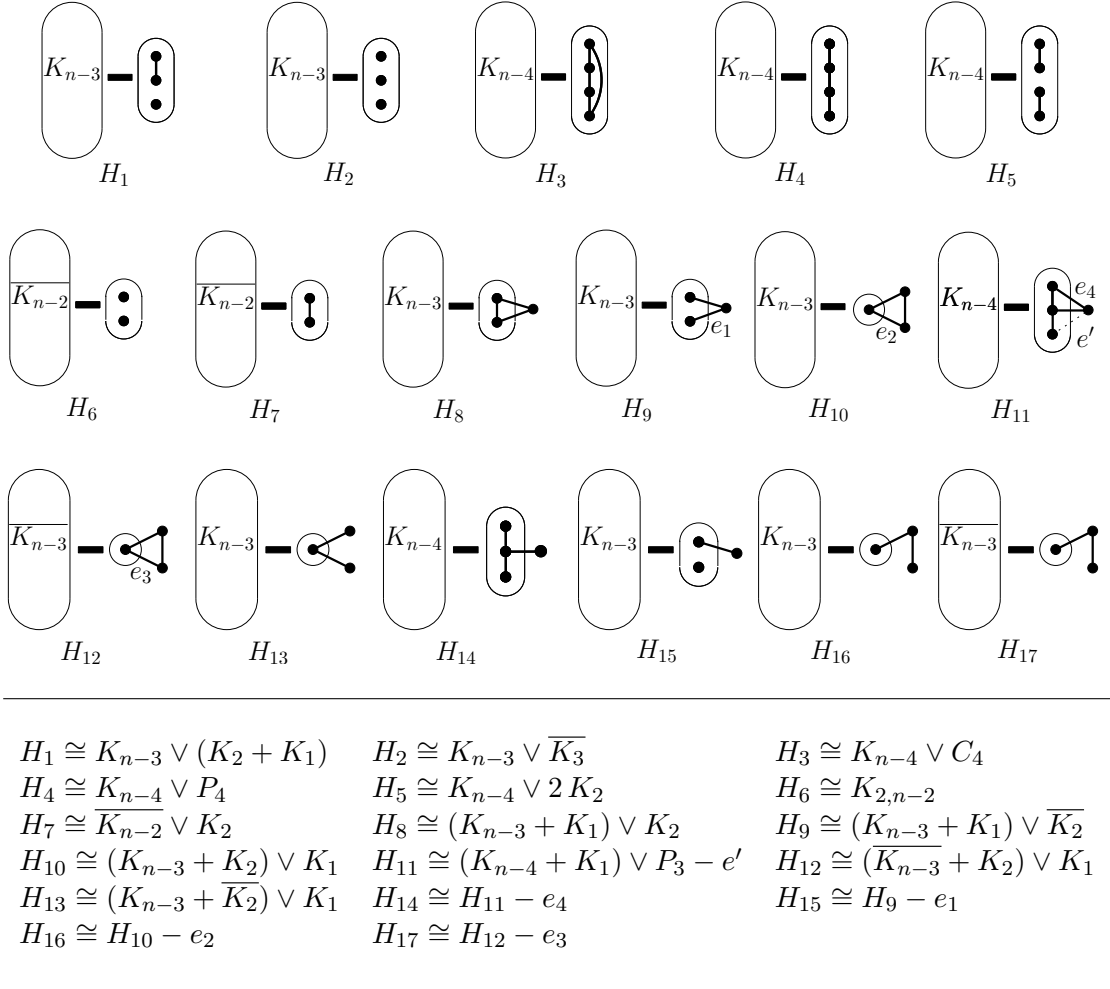 K_{n-3} K_{n-3} K_{n-4} K_{n-4} K_{n-4}
H_1 H_2 H_3 H_4 H_5
\overline{K_{n-2}} \overline{K_{n-2}} K_{n-3} K_{n-3} e_1 K_{n-3} e_2 K_{n-4} e_4 e'
H_6 H_7 H_8 H_9 H_{10} H_{11}
\overline{K_{n-3}} e_3 K_{n-3} K_{n-4} K_{n-3} K_{n-3} \overline{K_{n-3}}
H_{12} H_{13} H_{14} H_{15} H_{16} H_{17}
H_1 ≅ K_{n-3} ∨ (K_2 + K_1) H_2 ≅ K_{n-3} ∨ \overline{K_3} H_3 ≅ K_{n-4} ∨ C_4
H_4 ≅ K_{n-4} ∨ P_4 H_5 ≅ K_{n-4} ∨ 2 K_2 H_6 ≅ K_{2,n-2}
H_7 ≅ \overline{K_{n-2}} ∨ K_2 H_8 ≅ (K_{n-3} + K_1) ∨ K_2 H_9 ≅ (K_{n-3} + K_1) ∨ \overline{K_2}
H_{10} ≅ (K_{n-3} + K_2) ∨ K_1 H_{11} ≅ (K_{n-4} + K_1) ∨ P_3 − e' H_{12} ≅ (\overline{K_{n-3}} + K_2) ∨ K_1
H_{13} ≅ (K_{n-3} + \overline{K_2}) ∨ K_1 H_{14} ≅ H_{11} − e_4 H_{15} ≅ H_9 − e_1
H_{16} ≅ H_{10} − e_2 H_{17} ≅ H_{12} − e_3